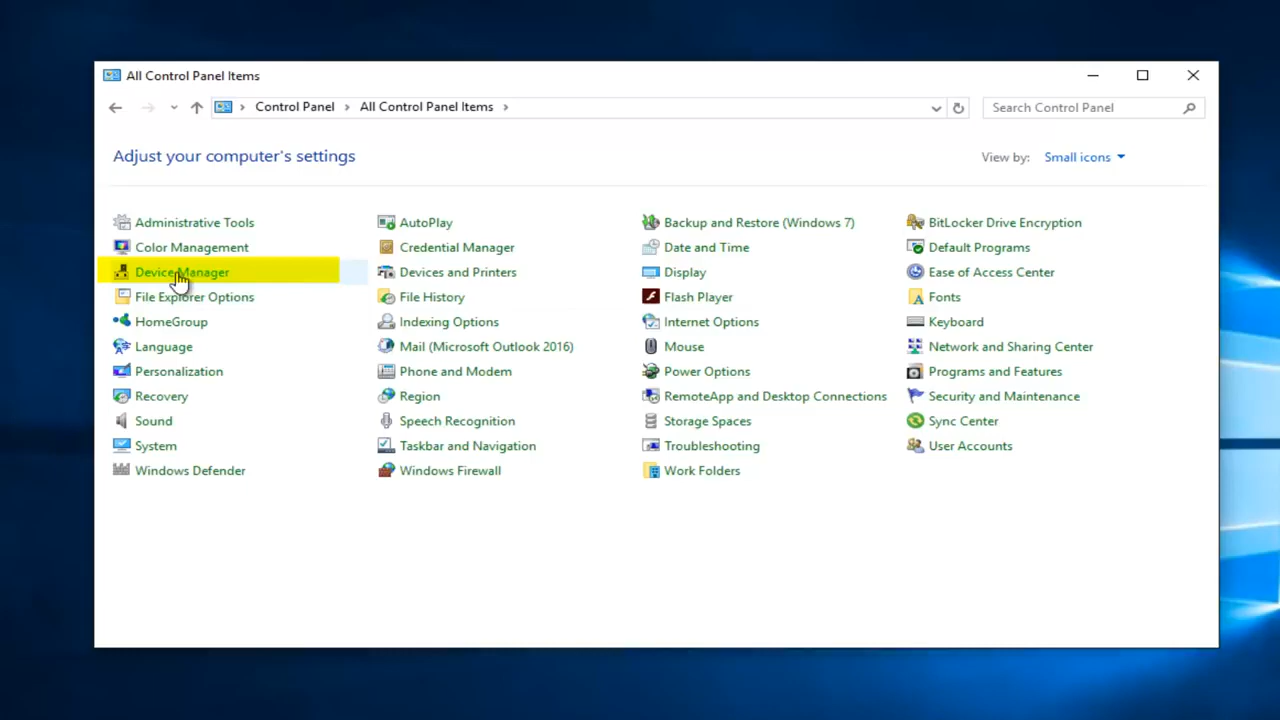 All Control Panel Items
Control Panel All Control Panel Items
Search Control Panel
Adjust your computer's settings
View by: Small icons
Administrative Tools
AutoPlay
Backup and Restore (Windows 7)
BitLocker Drive Encryption
Color Management
Credential Manager
Date and Time
Default Programs
Device Manager
Devices and Printers
Display
Ease of Access Center
File Explorer Options
File History
Flash Player
Fonts
HomeGroup
Indexing Options
Internet Options
Keyboard
Language
Mail (Microsoft Outlook 2016)
Mouse
Network and Sharing Center
Personalization
Phone and Modem
Power Options
Programs and Features
Recovery
Region
RemoteApp and Desktop Connections
Security and Maintenance
Sound
Speech Recognition
Storage Spaces
Sync Center
System
Taskbar and Navigation
Troubleshooting
User Accounts
Windows Defender
Windows Firewall
Work Folders